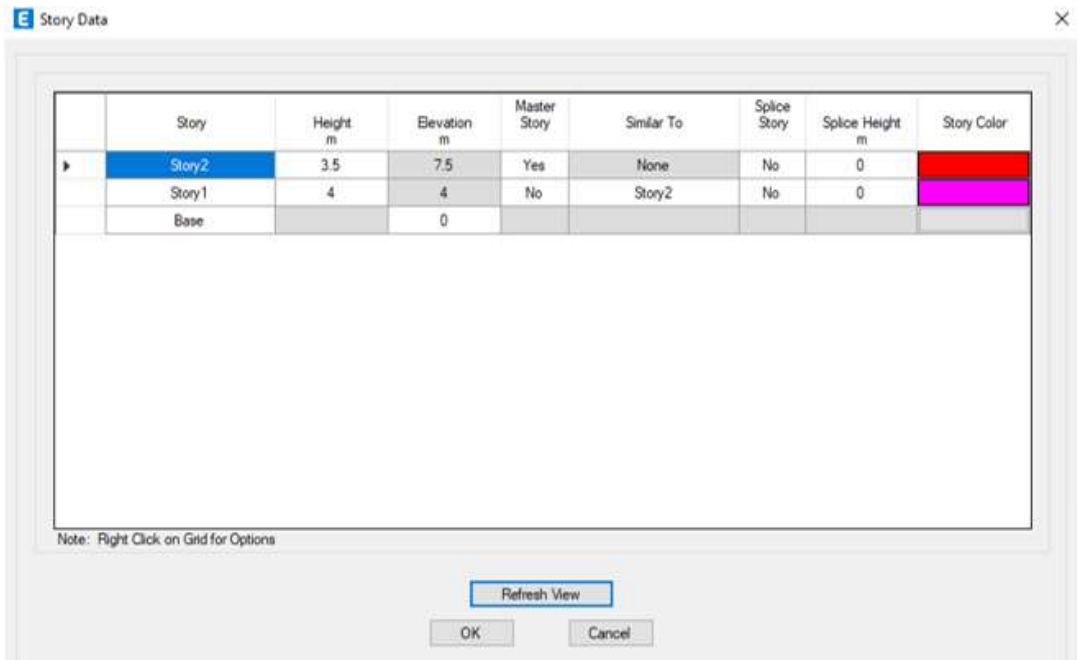 E Story Data
Story Height m Elevation m Master Story Similar To Splice Story Splice Height m Story Color
Story2 3.5 7.5 Yes None No 0
Story1 4 4 No Story2 No 0
Base 0
Note: Right Click on Grid for Options
Refresh View
OK Cancel